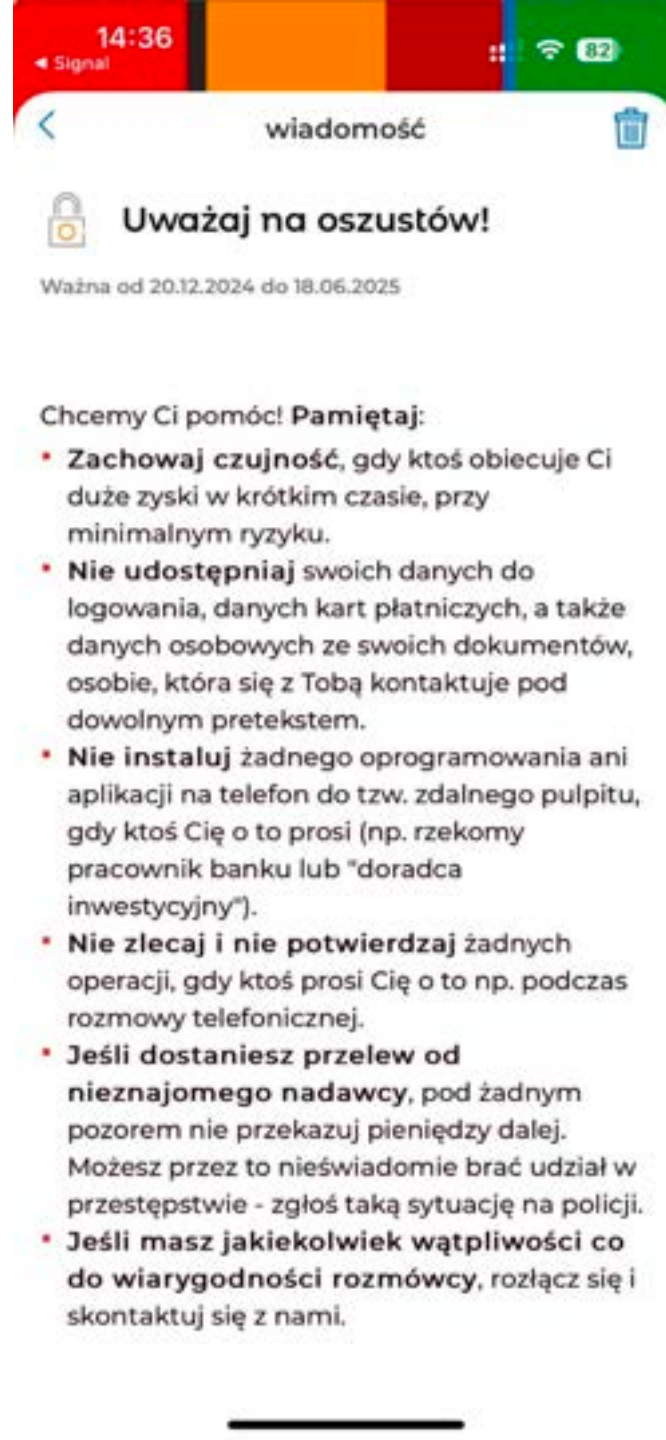 14:36
◀ Signal
82
wiadomość
Uważaj na oszustów!
Ważna od 20.12.2024 do 18.06.2025
Chcemy Ci pomóc! Pamiętaj:
• Zachowaj czujność, gdy ktoś obiecuje Ci
duże zyski w krótkim czasie, przy
minimalnym ryzyku.
• Nie udostępniaj swoich danych do
logowania, danych kart płatniczych, a także
danych osobowych ze swoich dokumentów,
osobie, która się z Tobą kontaktuje pod
dowolnym pretekstem.
• Nie instaluj żadnego oprogramowania ani
aplikacji na telefon do tzw. zdalnego pulpitu,
gdy ktoś Cię o to prosi (np. rzekomy
pracownik banku lub "doradca
inwestycyjny").
• Nie zlecaj i nie potwierdzaj żadnych
operacji, gdy ktoś prosi Cię o to np. podczas
rozmowy telefonicznej.
• Jeśli dostaniesz przelew od
nieznajomego nadawcy, pod żadnym
pozorem nie przekazuj pieniędzy dalej.
Możesz przez to nieświadomie brać udział w
przestępstwie - zgłoś taką sytuację na policji.
• Jeśli masz jakiekolwiek wątpliwości co
do wiarygodności rozmówcy, rozłącz się i
skontaktuj się z nami.